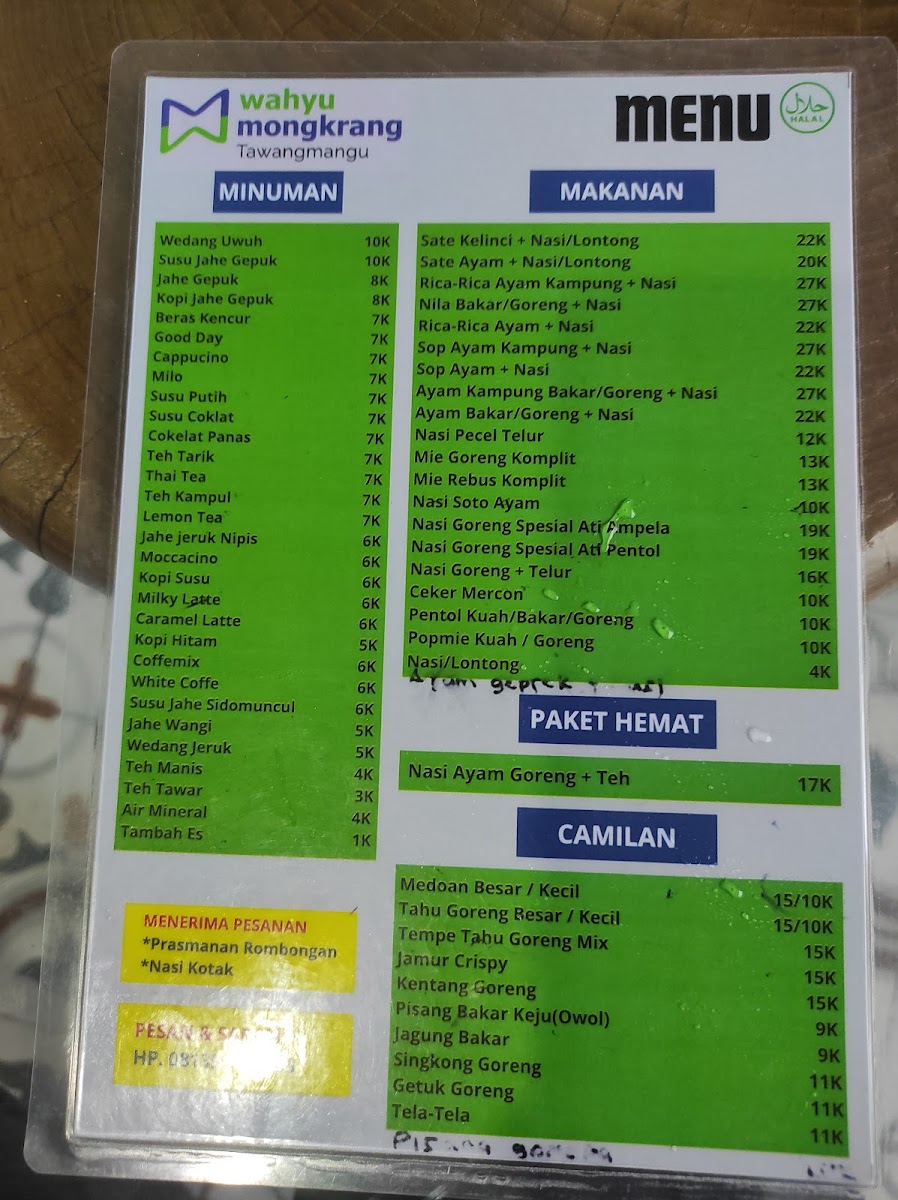 wahyu
mongkrang
Tawangmangu
MENU
حلال
HALAL
MINUMAN
Wedang Uwuh 10K
Susu Jahe Gepuk 10K
Jahe Gepuk 8K
Kopi Jahe Gepuk 8K
Beras Kencur 7K
Good Day 7K
Cappucino 7K
Milo 7K
Susu Putih 7K
Susu Coklat 7K
Cokelat Panas 7K
Teh Tarik 7K
Thai Tea 7K
Teh Kampul 7K
Lemon Tea 7K
Jahe jeruk Nipis 6K
Moccacino 6K
Kopi Susu 6K
Milky Latte 6K
Caramel Latte 6K
Kopi Hitam 5K
Coffemix 6K
White Coffe 6K
Susu Jahe Sidomuncul 6K
Jahe Wangi 5K
Wedang Jeruk 5K
Teh Manis 4K
Teh Tawar 3K
Air Mineral 4K
Tambah Es 1K
MENERIMA PESANAN
*Prasmanan Rombongan
*Nasi Kotak
PESAN &
HP.
MAKANAN
Sate Kelinci + Nasi/Lontong 22K
Sate Ayam + Nasi/Lontong 20K
Rica-Rica Ayam Kampung + Nasi 27K
Nila Bakar/Goreng + Nasi 27K
Rica-Rica Ayam + Nasi 22K
Sop Ayam Kampung + Nasi 27K
Sop Ayam + Nasi 22K
Ayam Kampung Bakar/Goreng + Nasi 27K
Ayam Bakar/Goreng + Nasi 22K
Nasi Pecel Telur 12K
Mie Goreng Komplit 13K
Mie Rebus Komplit 13K
Nasi Soto Ayam 10K
Nasi Goreng Spesial Ati Ampela 19K
Nasi Goreng Spesial Ati Pentol 19K
Nasi Goreng + Telur 16K
Ceker Mercon 10K
Pentol Kuah/Bakar/Goreng 10K
Popmie Kuah / Goreng 10K
Nasi/Lontong 4K
Ayam geprek +
PAKET HEMAT
Nasi Ayam Goreng + Teh 17K
CAMILAN
Medoan Besar / Kecil 15/10K
Tahu Goreng Besar / Kecil 15/10K
Tempe Tahu Goreng Mix 15K
Jamur Crispy 15K
Kentang Goreng 15K
Pisang Bakar Keju(Owol) 9K
Jagung Bakar 9K
Singkong Goreng 11K
Getuk Goreng 11K
Tela-Tela 11K